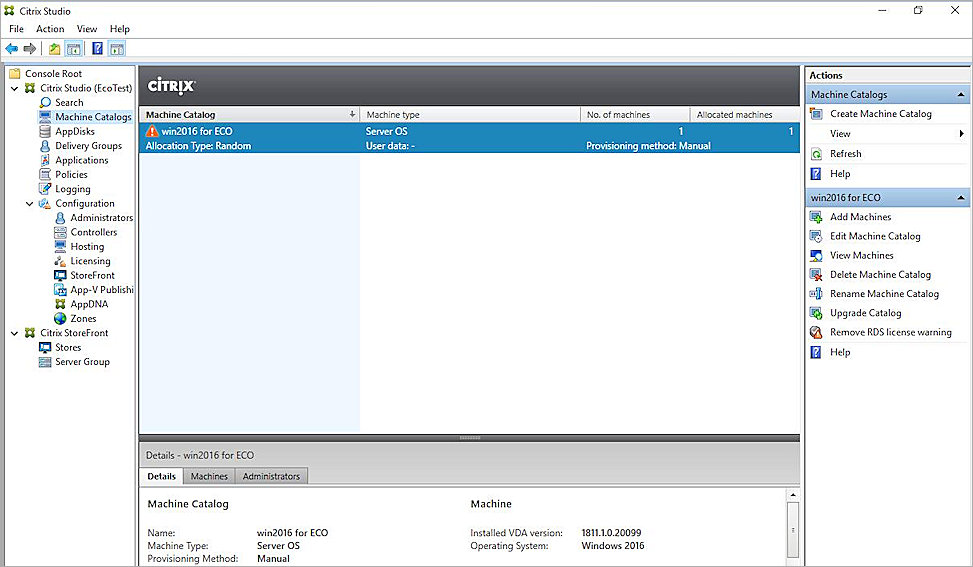 Citrix Studio
File Action View Help
Console Root
Citrix Studio (EcoTest)
Search
Machine Catalogs
AppDisks
Delivery Groups
Applications
Policies
Logging
Configuration
Administrators
Controllers
Hosting
Licensing
StoreFront
App-V Publishi
AppDNA
Zones
Citrix StoreFront
Stores
Server Group
CITRIX
Machine Catalog Machine type No. of machines Allocated machines
win2016 for ECO Server OS 1 1
Allocation Type: Random User data: - Provisioning method: Manual
Details - win2016 for ECO
Details Machines Administrators
Machine Catalog Machine
Name: win2016 for ECO Installed VDA version: 1811.1.0.20099
Machine Type: Server OS Operating System: Windows 2016
Provisioning Method: Manual
Actions
Machine Catalogs
Create Machine Catalog
View
Refresh
Help
win2016 for ECO
Add Machines
Edit Machine Catalog
View Machines
Delete Machine Catalog
Rename Machine Catalog
Upgrade Catalog
Remove RDS license warning
Help